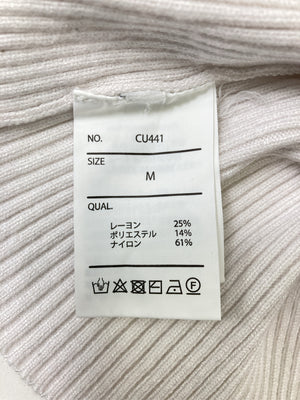 NO. CU441
SIZE
M
QUAL.
レーヨン 25%
ポリエステル 14%
ナイロン 61%